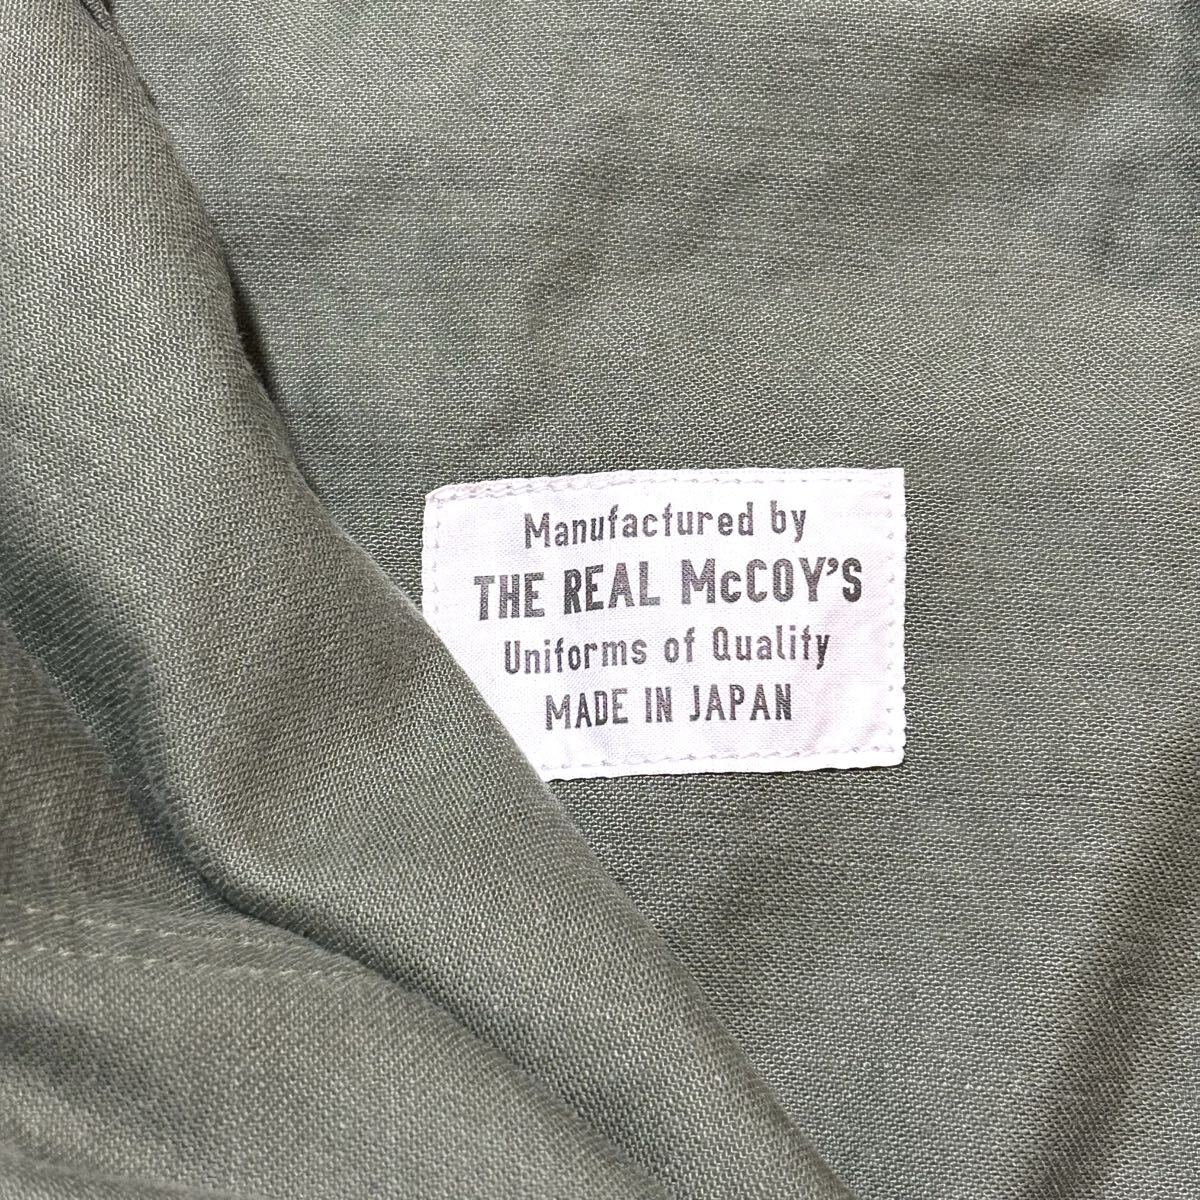 Manufactured by
THE REAL McCOY'S
Uniforms of Quality
MADE IN JAPAN